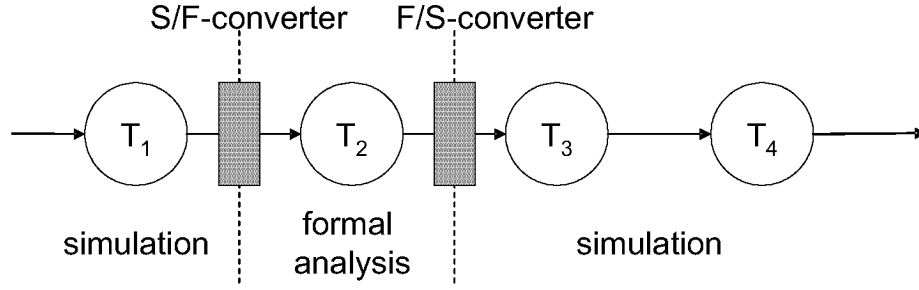 S/F-converter F/S-converter
T1 T2 T3 T4
simulation formal analysis simulation